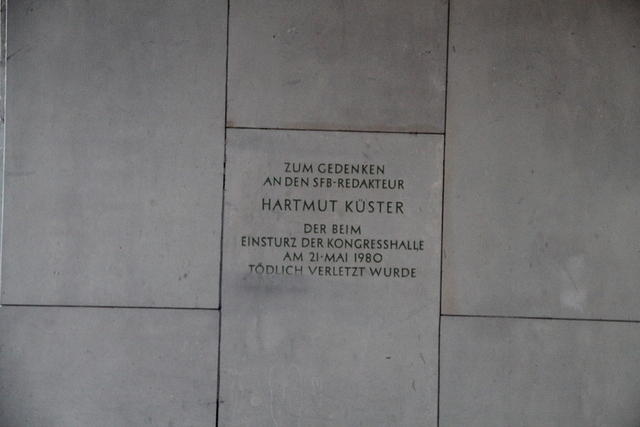 ZUM GEDENKEN
AN DEN SFB-REDAKTEUR
HARTMUT KÜSTER
DER BEIM
EINSTURZ DER KONGRESSHALLE
AM 21·MAI 1980
TÖDLICH VERLETZT WURDE